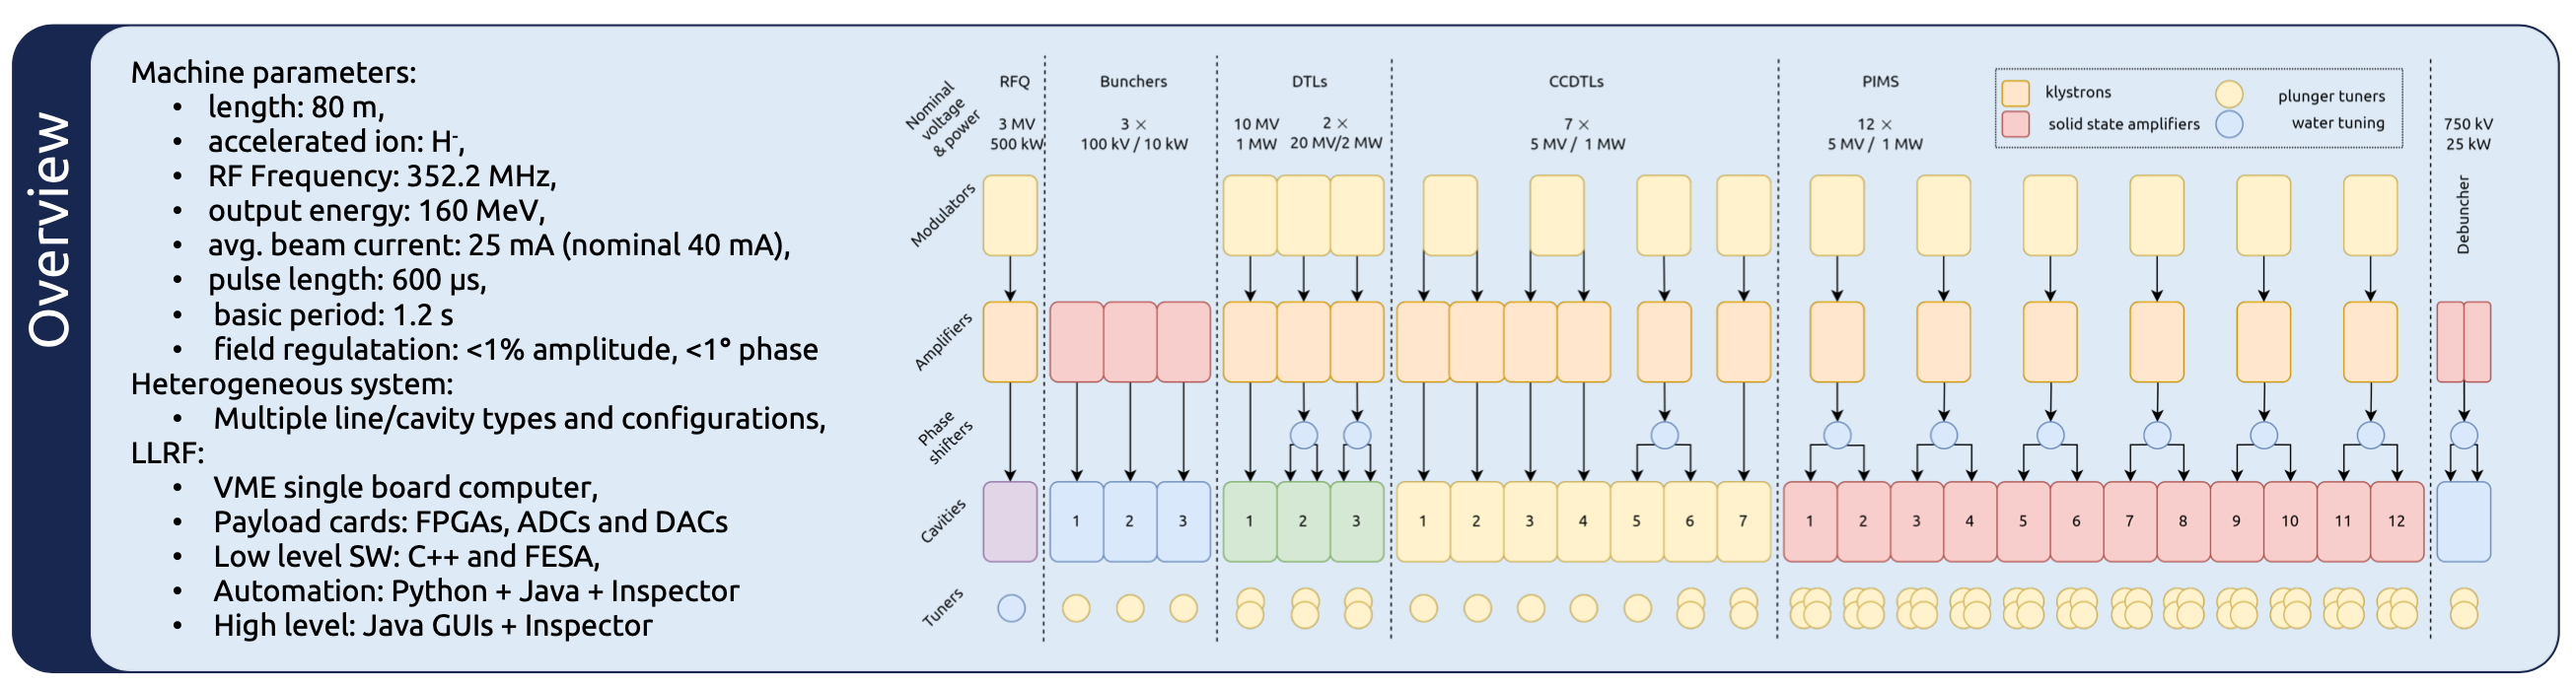 Overview
Machine parameters:
• length: 80 m,
• accelerated ion: H⁻,
• RF Frequency: 352.2 MHz,
• output energy: 160 MeV,
• avg. beam current: 25 mA (nominal 40 mA),
• pulse length: 600 µs,
• basic period: 1.2 s
• field regulatation: <1% amplitude, <1° phase
Heterogeneous system:
• Multiple line/cavity types and configurations,
LLRF:
• VME single board computer,
• Payload cards: FPGAs, ADCs and DACs
• Low level SW: C++ and FESA,
• Automation: Python + Java + Inspector
• High level: Java GUIs + Inspector
Nominal
voltage
& power
RFQ
3 MV
500 kW
Bunchers
3 ×
100 kV / 10 kW
DTLs
10 MV
1 MW
2 ×
20 MV/2 MW
CCDTLs
7 ×
5 MV / 1 MW
PIMS
12 ×
5 MV / 1 MW
klystrons
solid state amplifiers
plunger tuners
water tuning
750 kV
25 kW
Debuncher
Modulators
Amplifiers
Phase
shifters
Cavities
1 2 3
1 2 3
1 2 3 4 5 6 7
1 2 3 4 5 6 7 8 9 10 11 12
Tuners